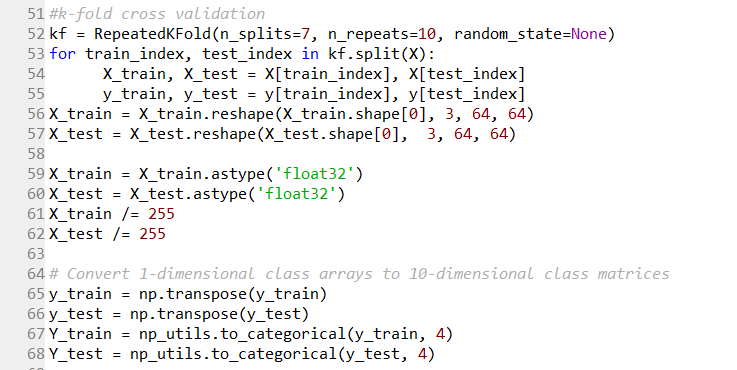 51 #k-fold cross validation
52 kf = RepeatedKFold(n_splits=7, n_repeats=10, random_state=None)
53 for train_index, test_index in kf.split(X):
54       X_train, X_test = X[train_index], X[test_index]
55       y_train, y_test = y[train_index], y[test_index]
56 X_train = X_train.reshape(X_train.shape[0], 3, 64, 64)
57 X_test = X_test.reshape(X_test.shape[0],  3, 64, 64)
58
59 X_train = X_train.astype('float32')
60 X_test = X_test.astype('float32')
61 X_train /= 255
62 X_test /= 255
63
64 # Convert 1-dimensional class arrays to 10-dimensional class matrices
65 y_train = np.transpose(y_train)
66 y_test = np.transpose(y_test)
67 Y_train = np_utils.to_categorical(y_train, 4)
68 Y_test = np_utils.to_categorical(y_test, 4)